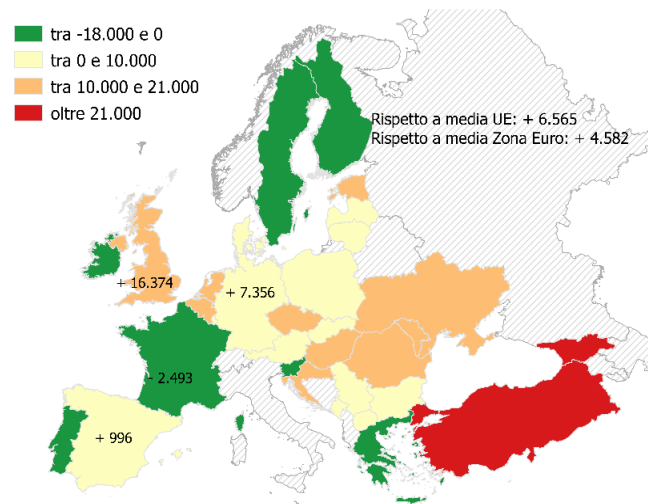 tra -18.000 e 0
tra 0 e 10.000
tra 10.000 e 21.000
oltre 21.000
Rispetto a media UE: + 6.565
Rispetto a media Zona Euro: + 4.582
+ 16.374
+ 7.356
- 2.493
+ 996